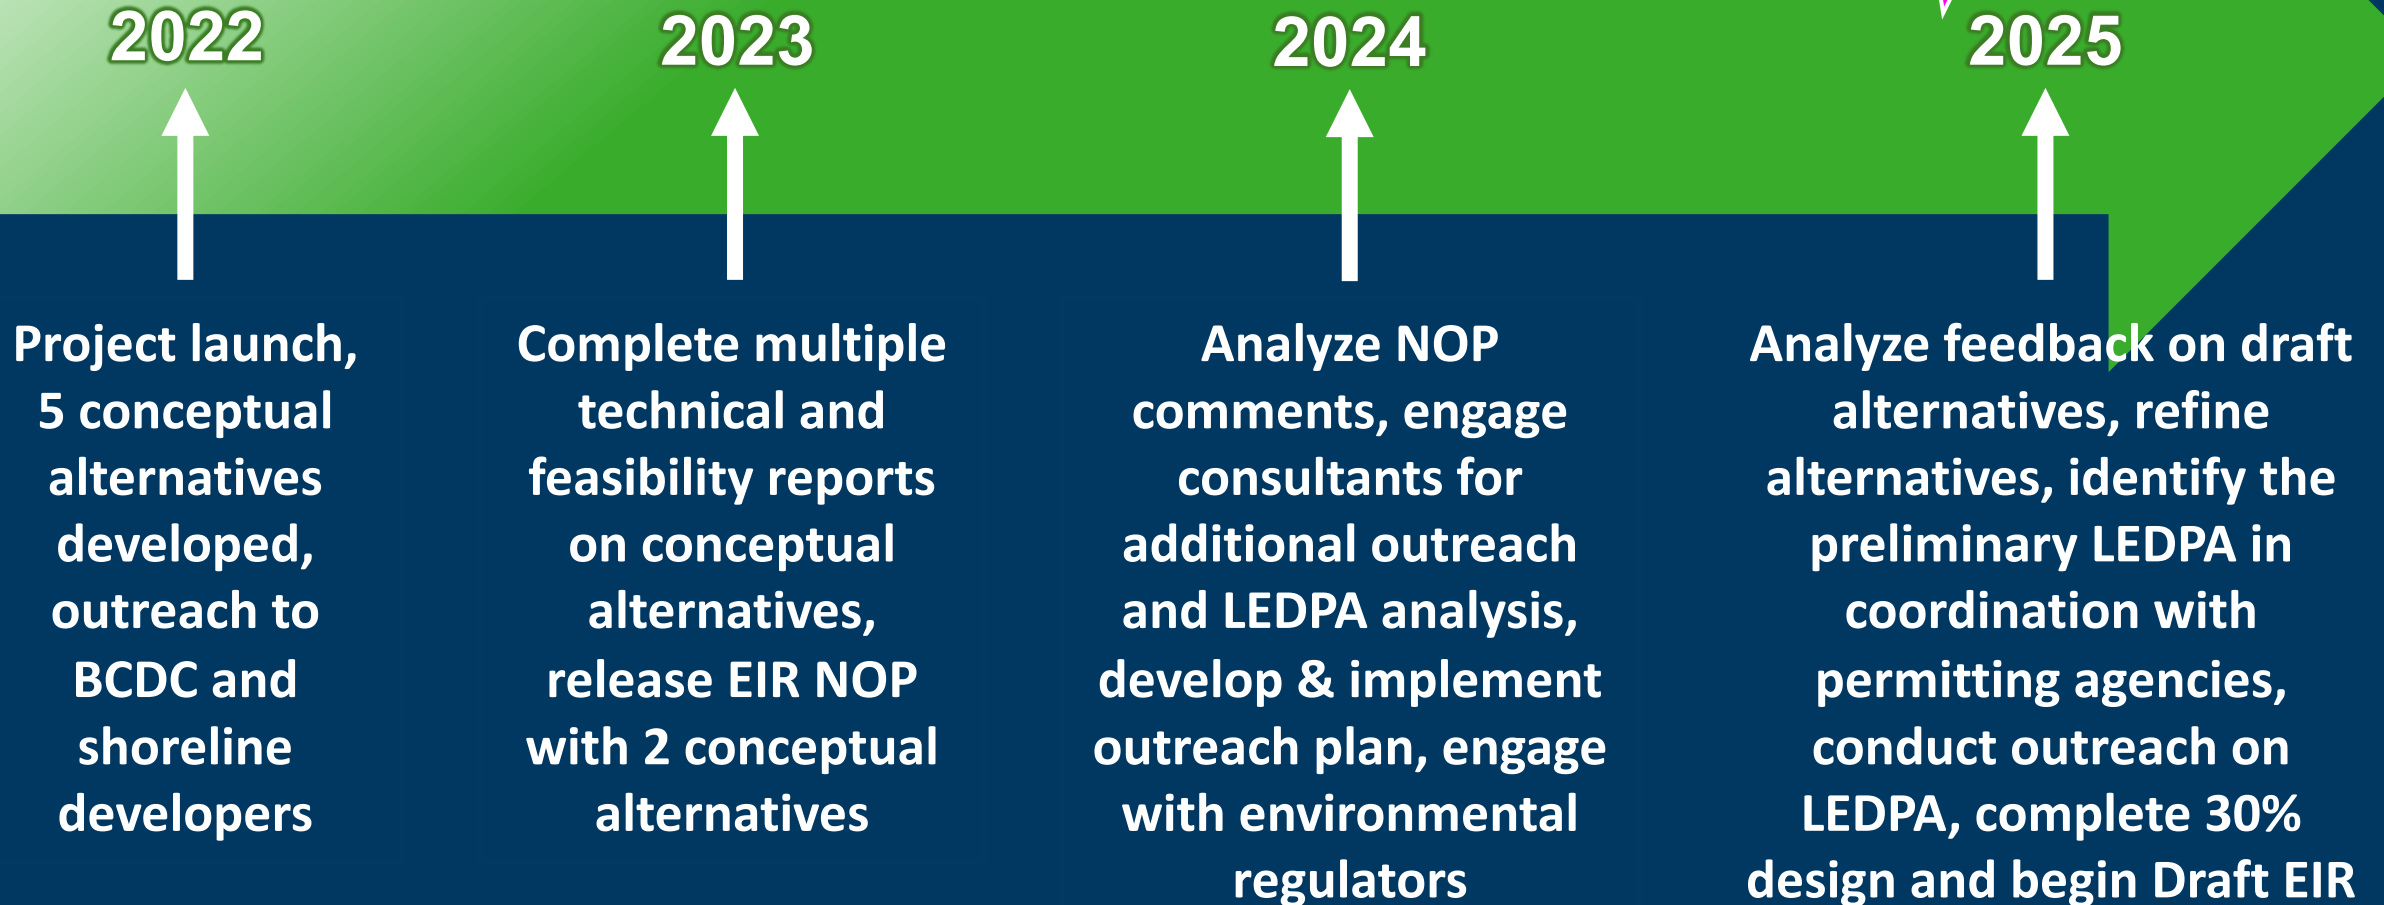 2022
2023
2024
2025
Project launch,
5 conceptual
alternatives
developed,
outreach to
BCDC and
shoreline
developers
Complete multiple
technical and
feasibility reports
on conceptual
alternatives,
release EIR NOP
with 2 conceptual
alternatives
Analyze NOP
comments, engage
consultants for
additional outreach
and LEDPA analysis,
develop & implement
outreach plan, engage
with environmental
regulators
Analyze feedback on draft
alternatives, refine
alternatives, identify the
preliminary LEDPA in
coordination with
permitting agencies,
conduct outreach on
LEDPA, complete 30%
design and begin Draft EIR